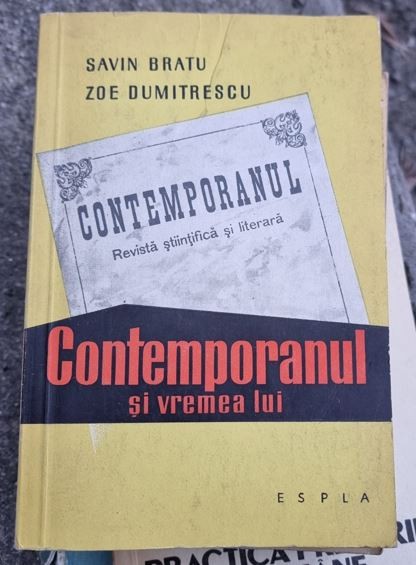 SAVIN BRATU
ZOE DUMITRESCU
CONTEMPORANUL
Revistă ştiinţifică şi literară
Contemporanul
şi vremea lui
ESPLA
PRACTICA